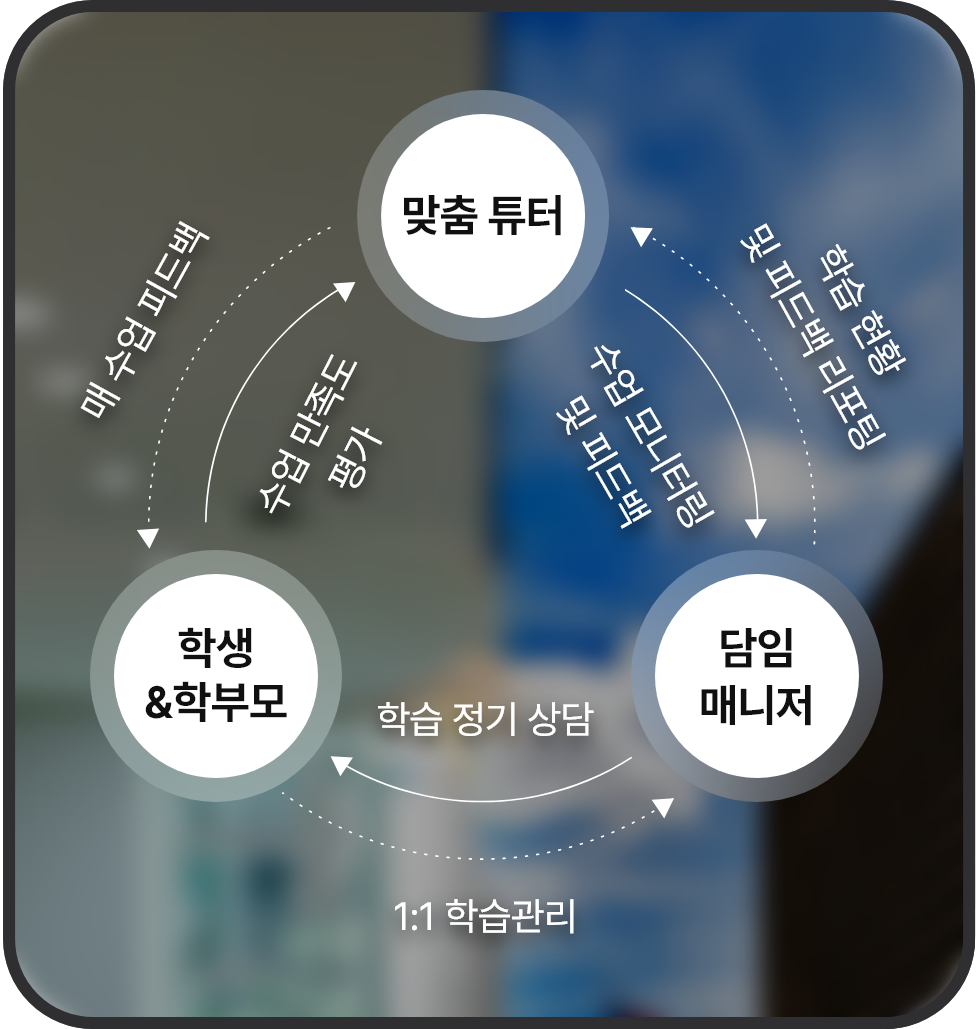 맞춤 튜터
매 수업 피드백
수업 만족도
평가
학습 현황
및 피드백 리포팅
수업 모니터링
및 피드백
학생
&학부모
담임
매니저
학습 정기 상담
1:1 학습관리